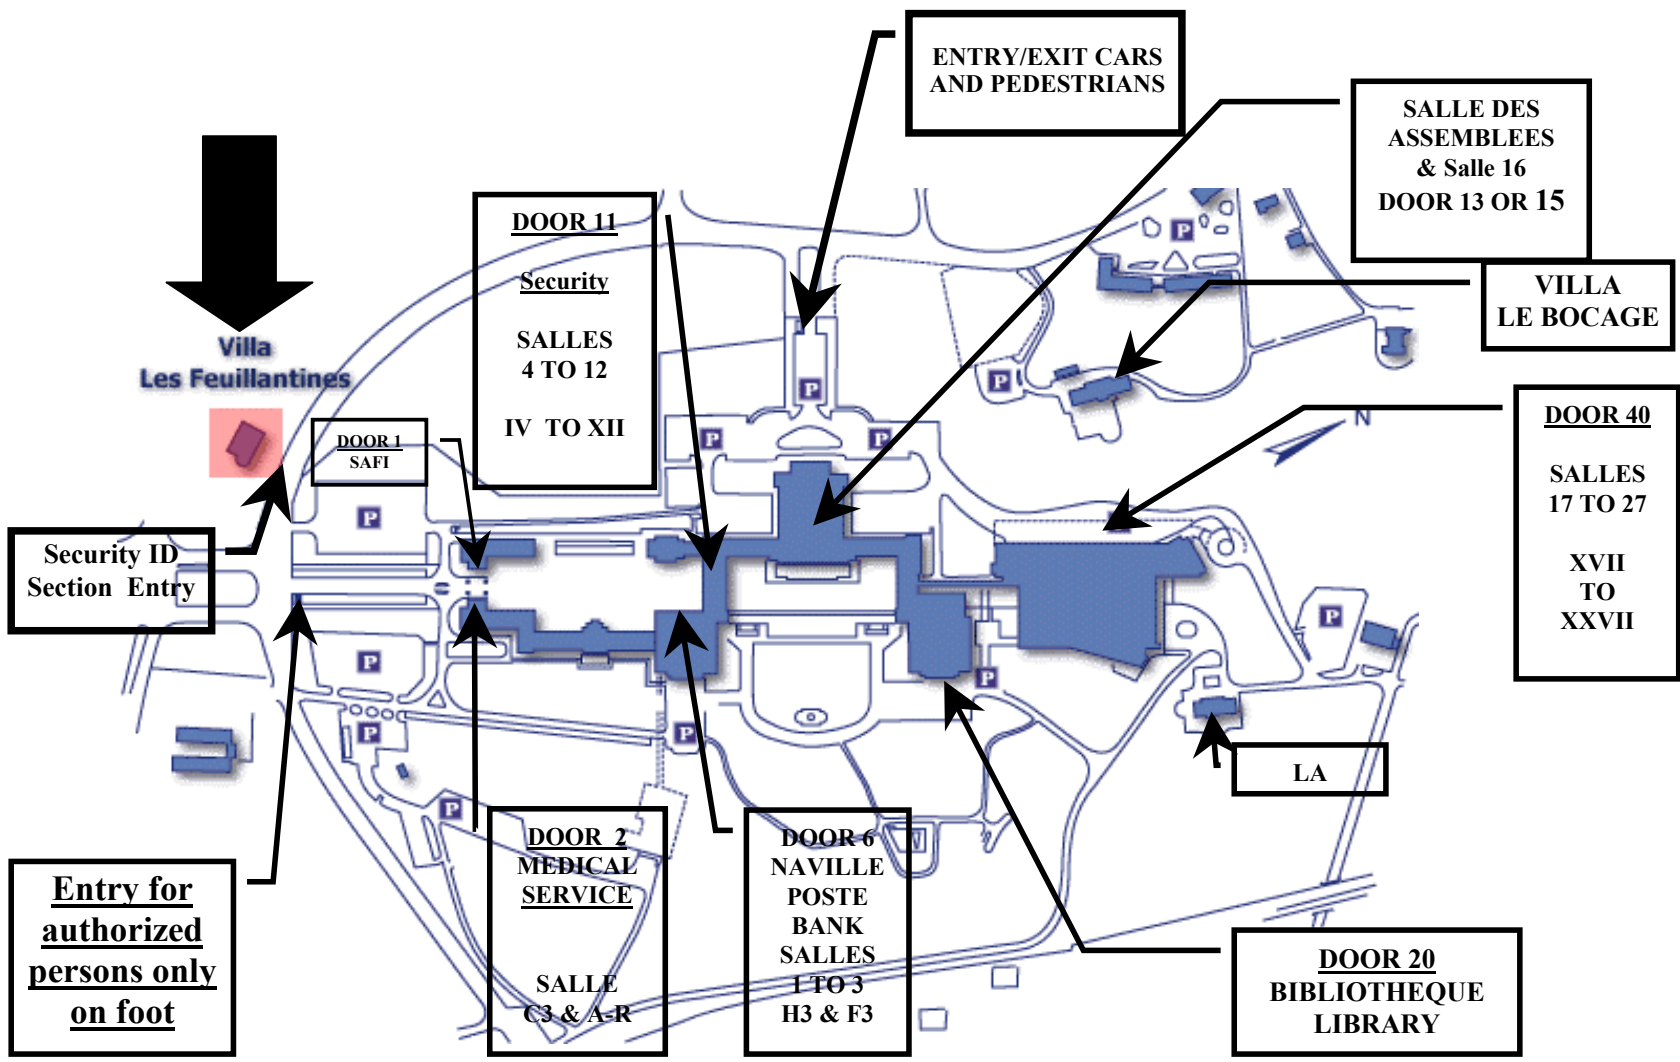 ENTRY/EXIT CARS
AND PEDESTRIANS
SALLE DES
ASSEMBLEES
& Salle 16
DOOR 13 OR 15
DOOR 11
Security
SALLES
4 TO 12
IV TO XII
VILLA
LE BOCAGE
Villa
Les Feuillantines
DOOR 1
SAFI
DOOR 40
SALLES
17 TO 27
XVII
TO
XXVII
N
P
P
P
P
P
P
P
P
P
P
P
P
Security ID
Section Entry
LA
Entry for
authorized
persons only
on foot
DOOR 2
MEDICAL
SERVICE
SALLE
C3 & A-R
DOOR 6
NAVILLE
POSTE
BANK
SALLES
1 TO 3
H3 & F3
DOOR 20
BIBLIOTHEQUE
LIBRARY